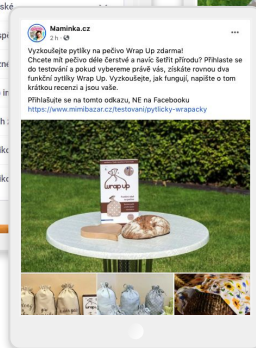 Maminka.cz
2 h
Vyzkoušejte pytlíky na pečivo Wrap Up zdarma!
Chcete mít pečivo déle čerstvé a navíc šetřit přírodu? Přihlaste se
do testování a pokud vybereme právě vás, získáte rovnou dva
funkční pytlíky Wrap Up. Vyzkoušejte, jak fungují, napište o tom
krátkou recenzi a jsou vaše.
Přihlašujte se na tomto odkazu, NE na Facebooku
https://www.mimibazar.cz/testovani/pytlicky-wrapacky
wrap up